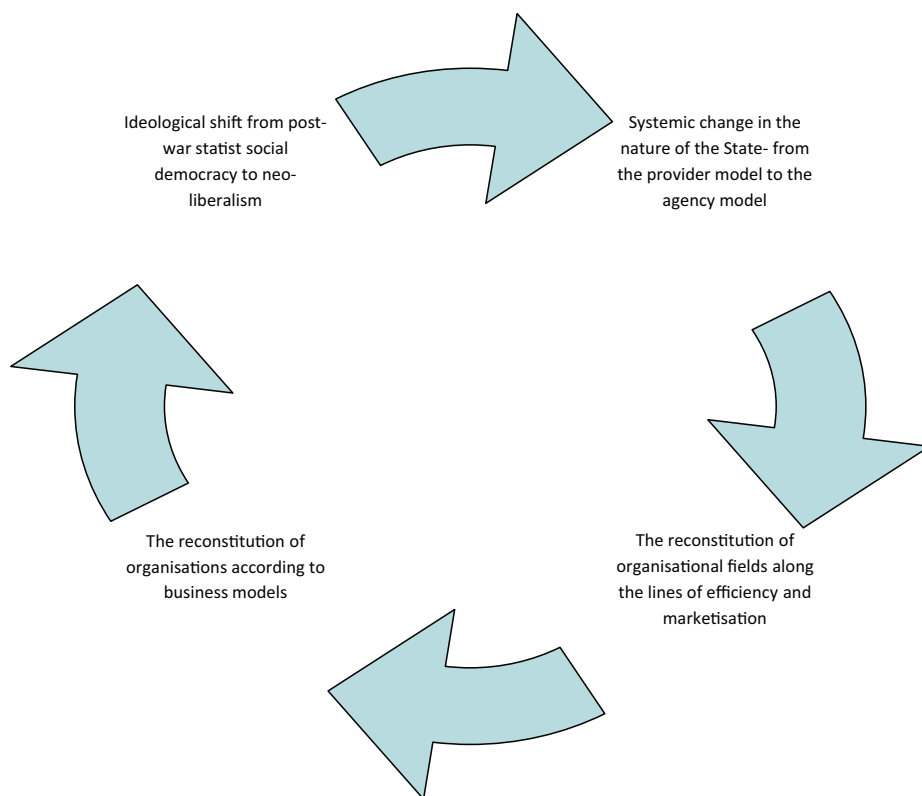 Ideological shift from post-
war statist social
democracy to neo-
liberalism
Systemic change in the
nature of the State- from
the provider model to the
agency model
The reconstitution of
organisational fields along
the lines of efficiency and
marketisation
The reconstitution of
organisations according to
business models